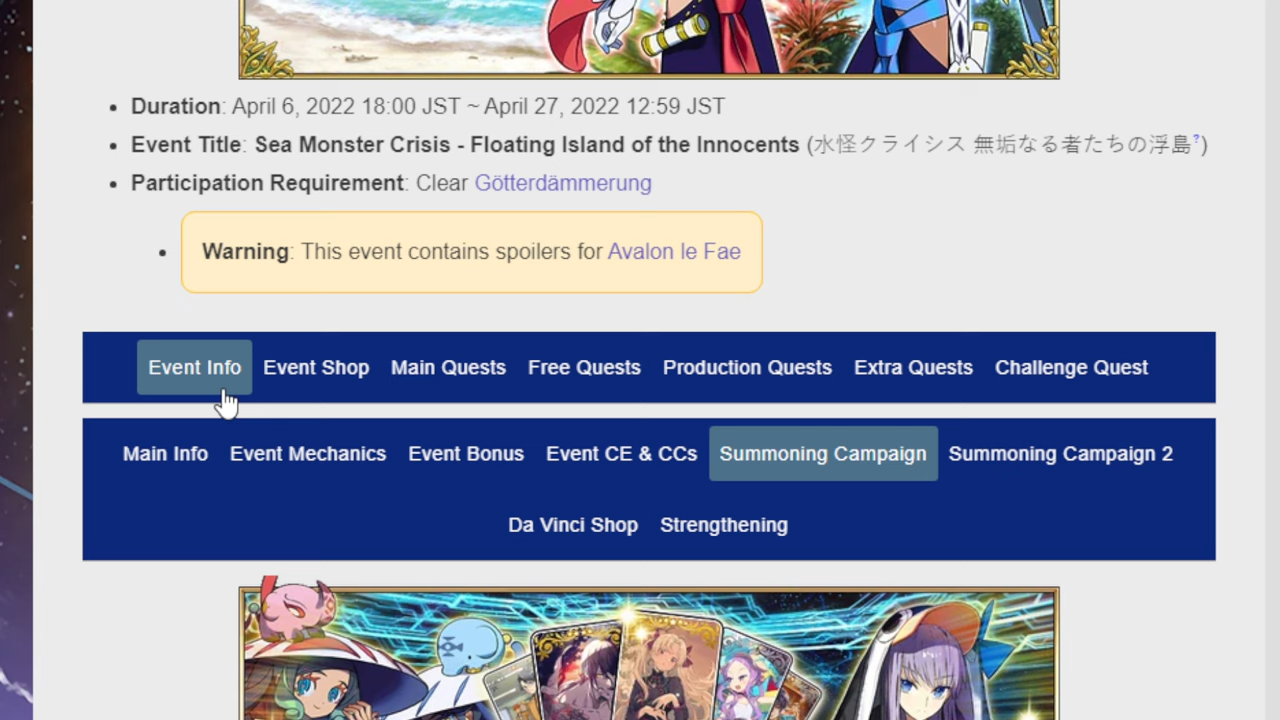 Duration: April 6, 2022 18:00 JST ~ April 27, 2022 12:59 JST
Event Title: Sea Monster Crisis - Floating Island of the Innocents (水怪クライシス 無垢なる者たちの浮島?)
Participation Requirement: Clear Götterdämmerung
Warning: This event contains spoilers for Avalon le Fae
Event Info Event Shop Main Quests Free Quests Production Quests Extra Quests Challenge Quest
Main Info Event Mechanics Event Bonus Event CE & CCs Summoning Campaign Summoning Campaign 2
Da Vinci Shop Strengthening